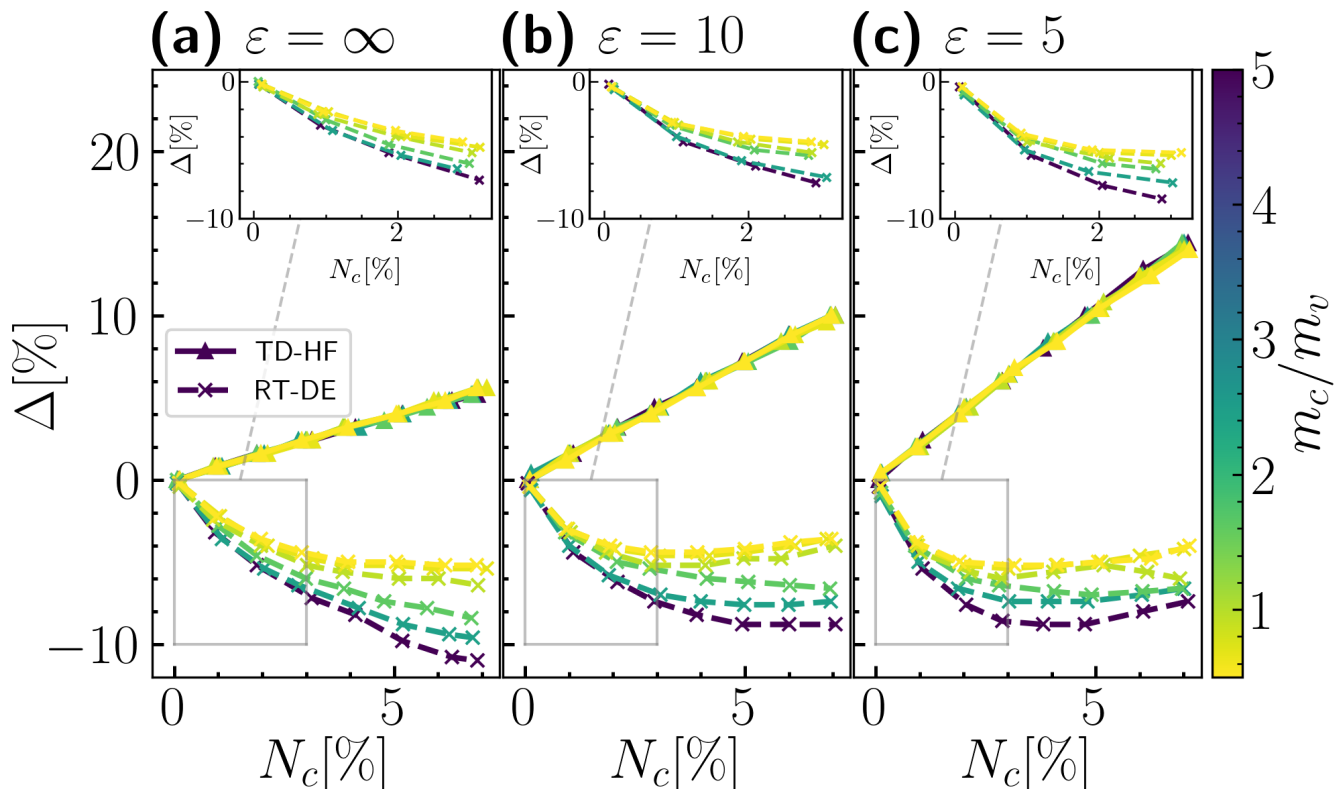 (a) ε = ∞ (b) ε = 10 (c) ε = 5
0 0 0
Δ[%] Δ[%] Δ[%]
−10 −10 −10
0 2 0 2 0 2
N_c[%] N_c[%] N_c[%]
20
10
0
−10
Δ[%]
TD-HF
RT-DE
0 5 0 5 0 5
N_c[%] N_c[%] N_c[%]
5
4
3
2
1
m_c/m_v